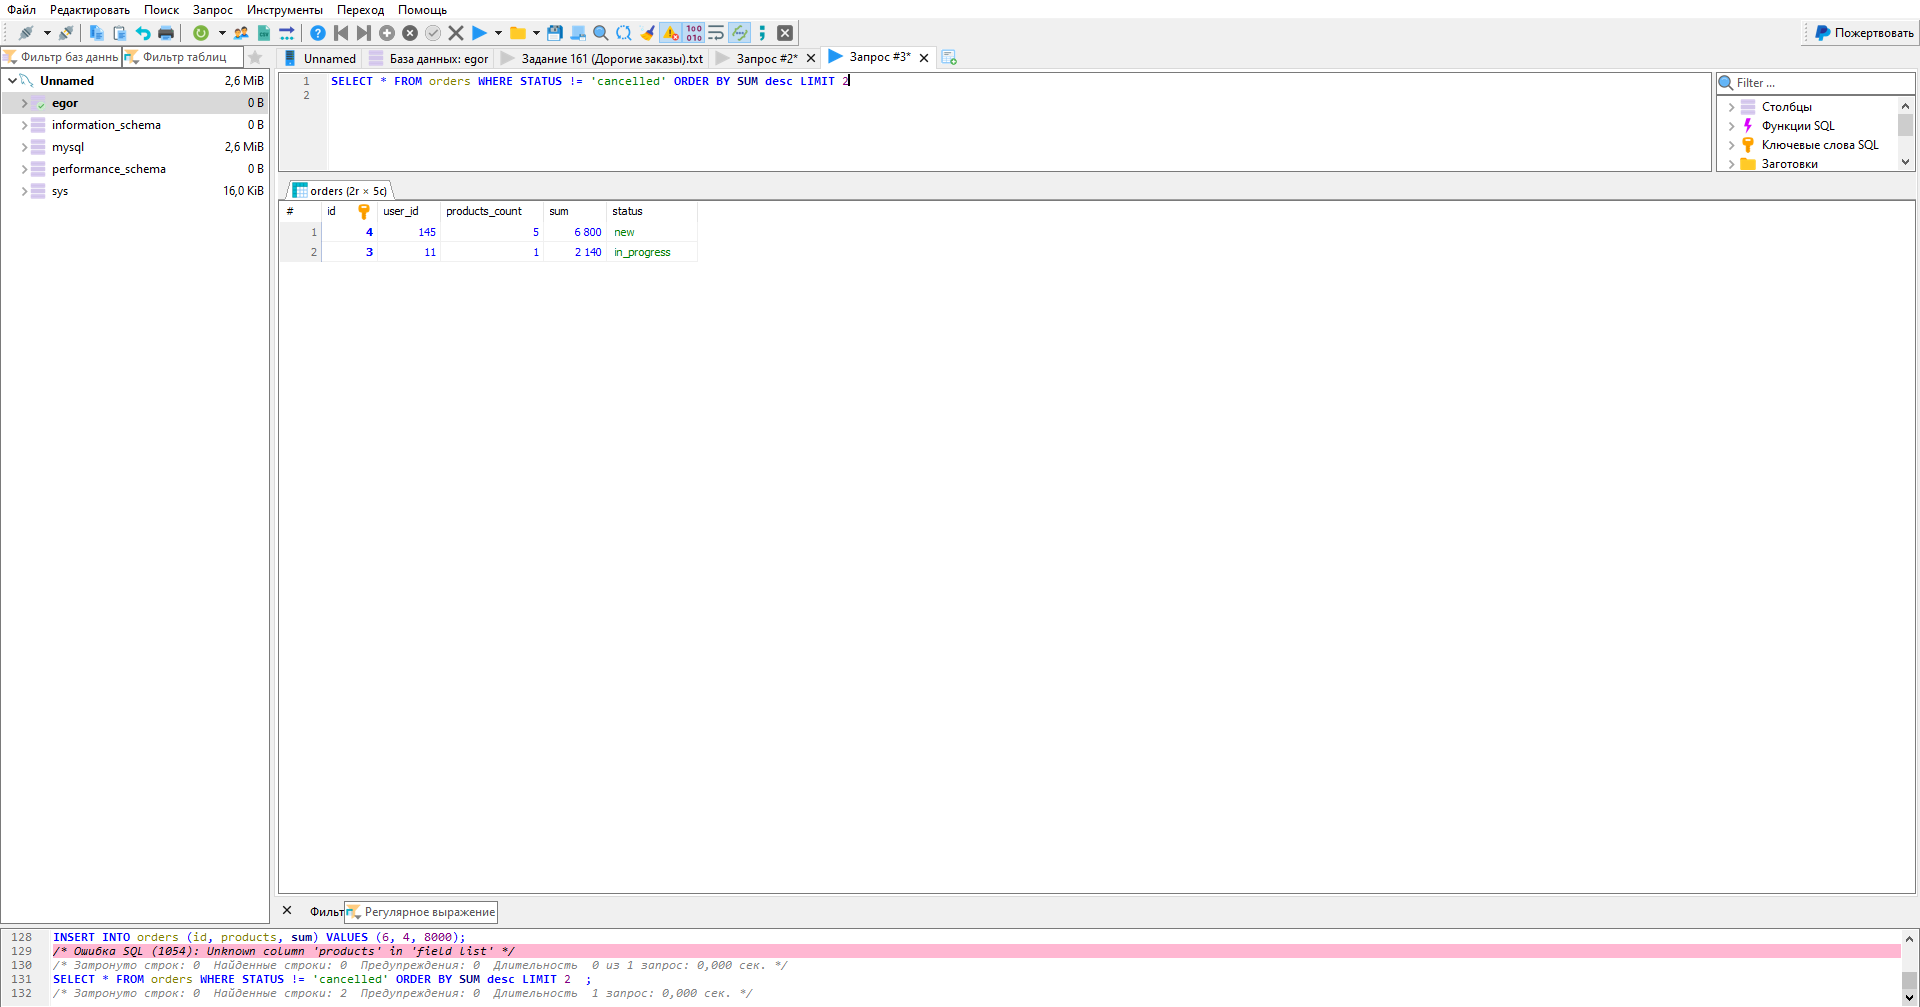 Файл Редактировать Поиск Запрос Инструменты Переход Помощь
Пожертвовать
Фильтр баз даннь Фильтр таблиц
Unnamed База данных: egor Задание 161 (Дорогие заказы).txt Запрос #2* Запрос #3*
Unnamed 2,6 MiB
egor 0 B
information_schema 0 B
mysql 2,6 MiB
performance_schema 0 B
sys 16,0 KiB
1 SELECT * FROM orders WHERE STATUS != 'cancelled' ORDER BY SUM desc LIMIT 2
2
Filter ...
Столбцы
Функции SQL
Ключевые слова SQL
Заготовки
orders (2r × 5c)
# id user_id products_count sum status
1 4 145 5 6 800 new
2 3 11 1 2 140 in_progress
Фильт Регулярное выражение
128 INSERT INTO orders (id, products, sum) VALUES (6, 4, 8000);
129 /* Ошибка SQL (1054): Unknown column 'products' in 'field list' */
130 /* Затронуто строк: 0 Найденные строки: 0 Предупреждения: 0 Длительность 0 из 1 запрос: 0,000 сек. */
131 SELECT * FROM orders WHERE STATUS != 'cancelled' ORDER BY SUM desc LIMIT 2 ;
132 /* Затронуто строк: 0 Найденные строки: 2 Предупреждения: 0 Длительность 1 запрос: 0,000 сек. */